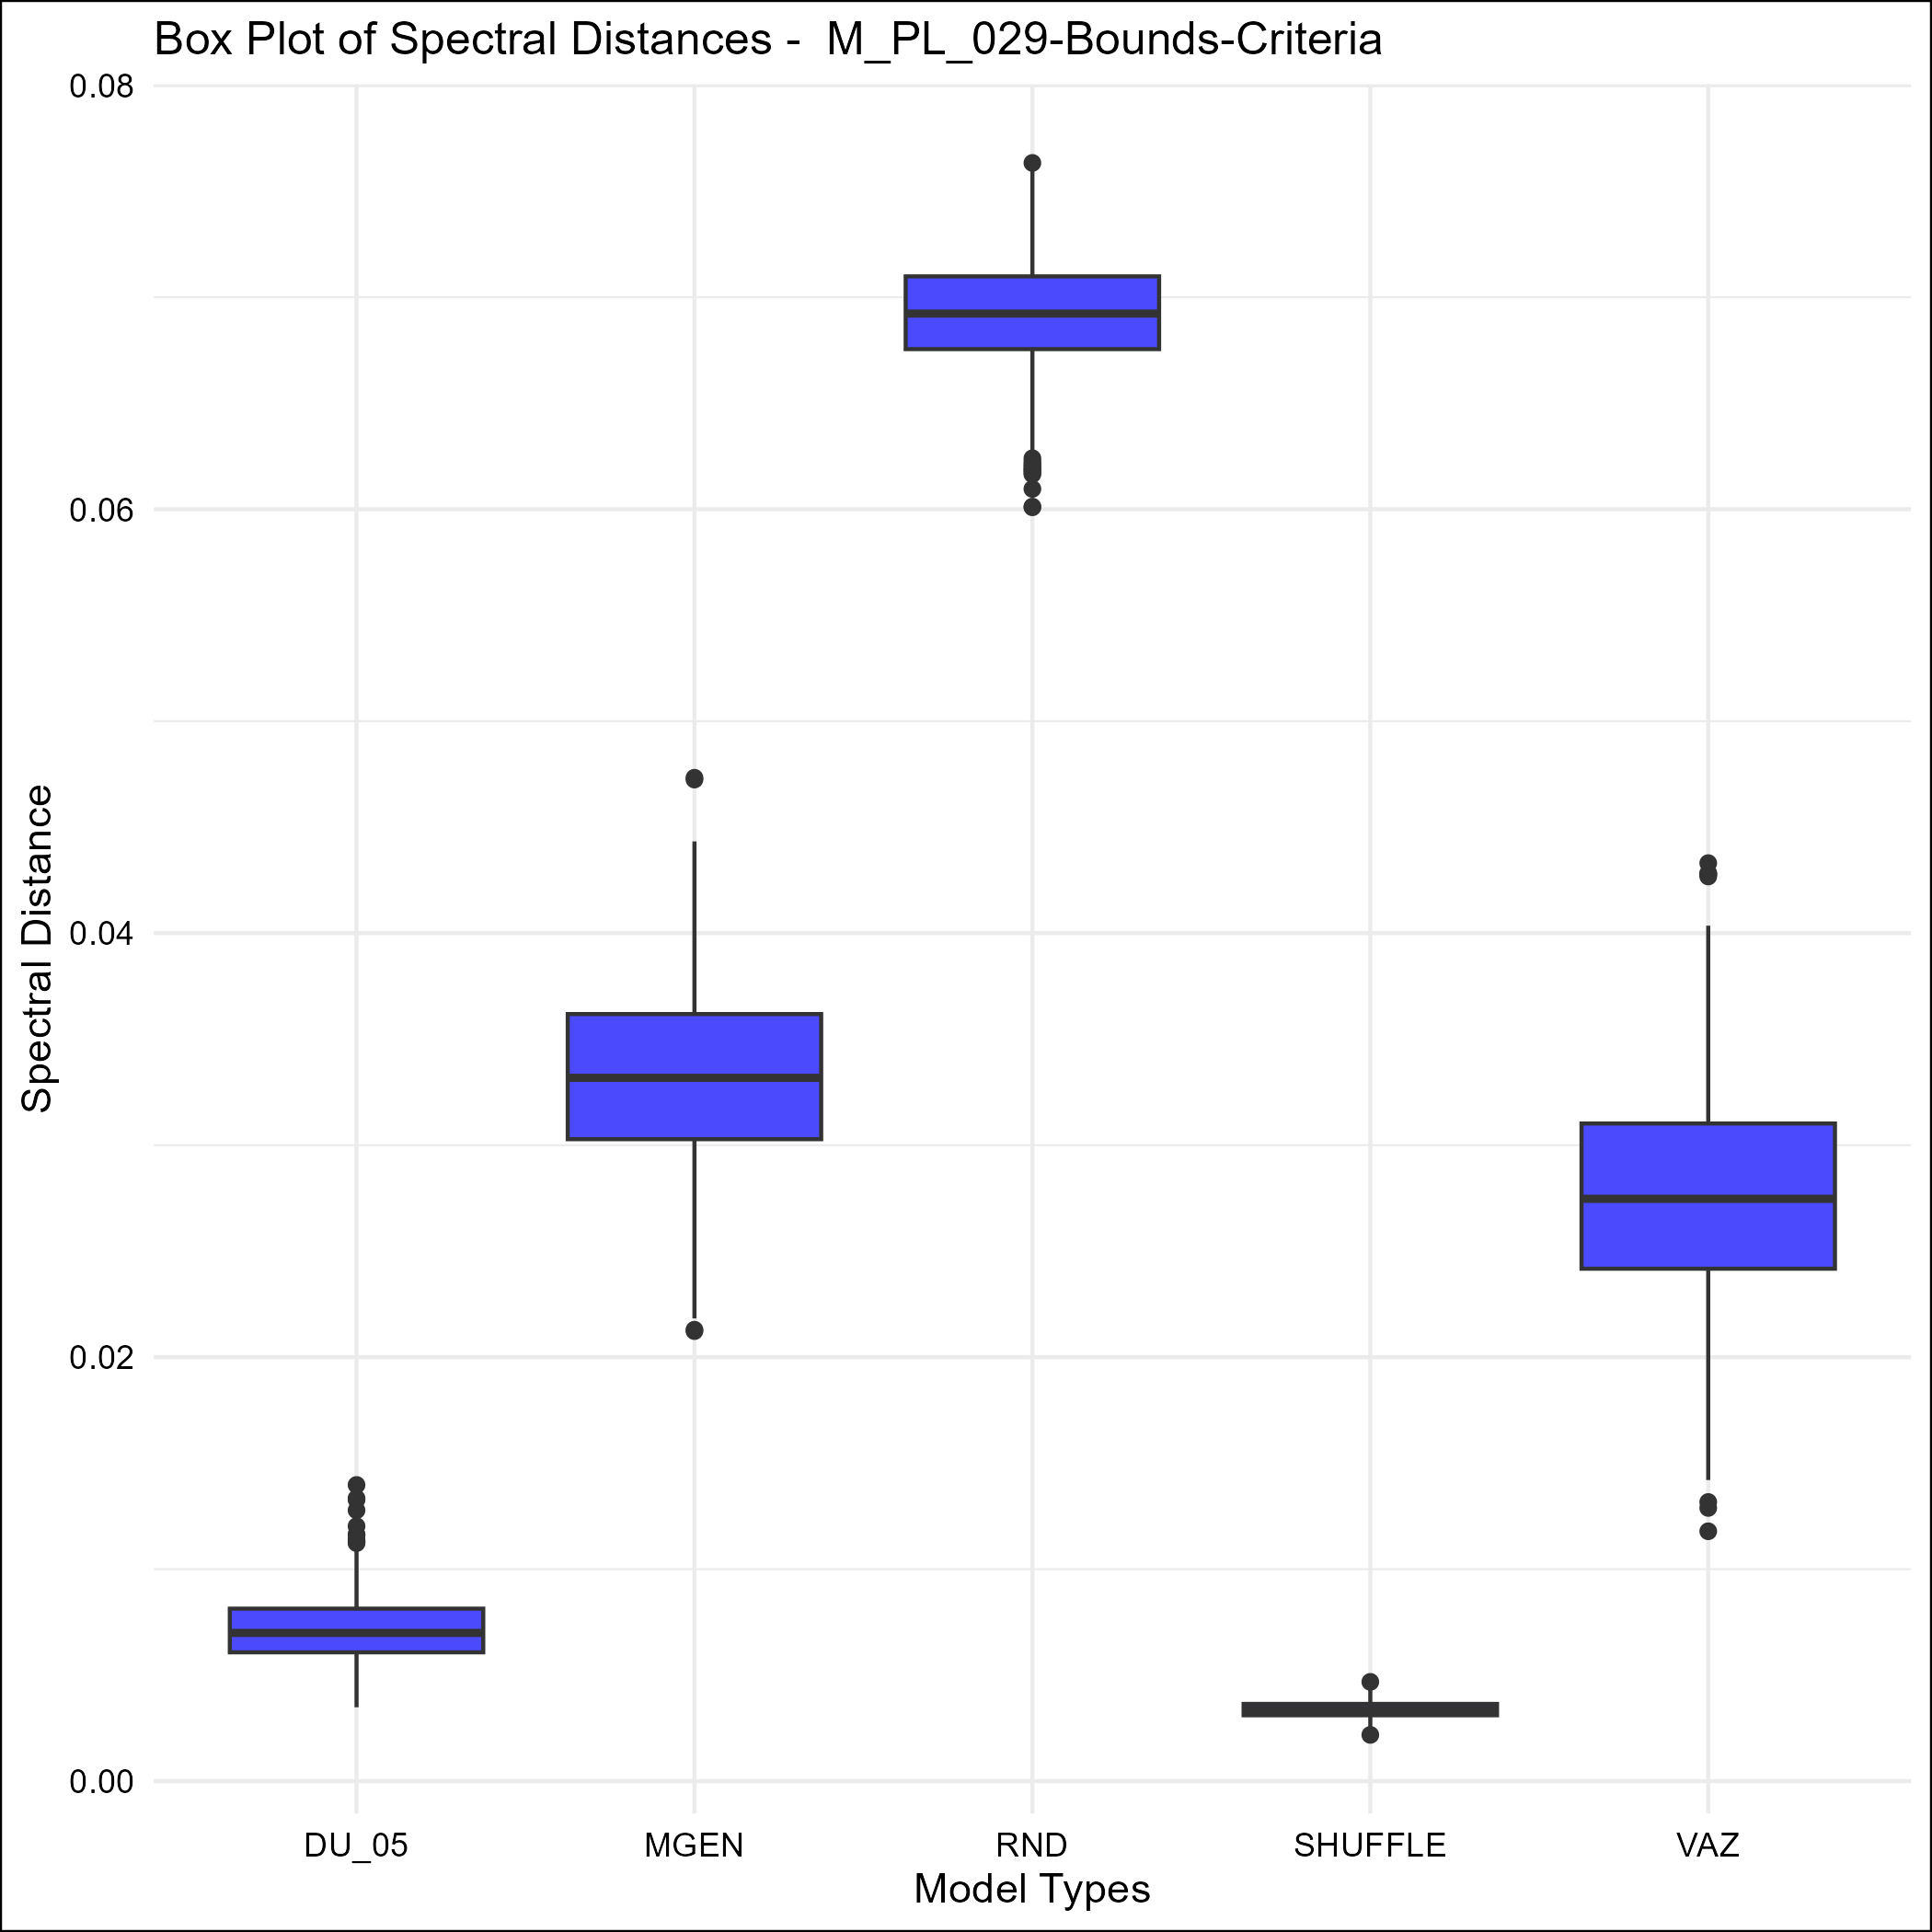 Box Plot of Spectral Distances -  M_PL_029-Bounds-Criteria
0.08
0.06
0.04
0.02
0.00
Spectral Distance
DU_05 MGEN RND SHUFFLE VAZ
Model Types